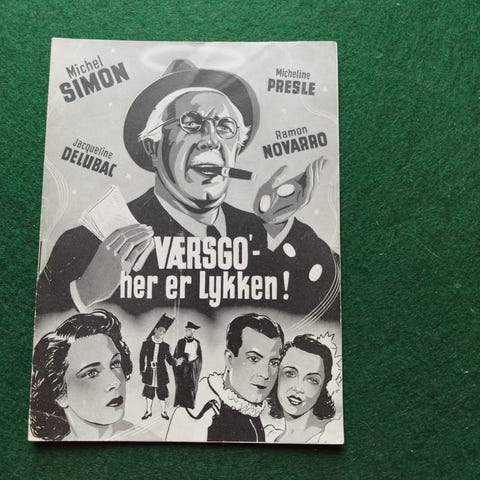 Michel
SIMON
Micheline
PRESLE
Jacqueline
DELUBAC
Ramon
NOVARRO
VÆRSGO'-
her er Lykken!